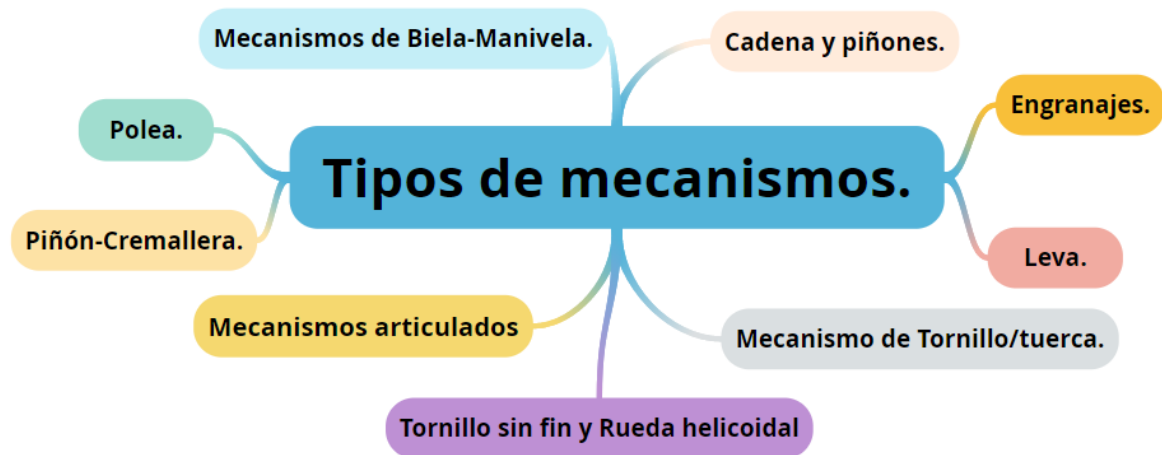 Mecanismos de Biela-Manivela.
Cadena y piñones.
Polea.
Engranajes.
Tipos de mecanismos.
Piñón-Cremallera.
Leva.
Mecanismos articulados
Mecanismo de Tornillo/tuerca.
Tornillo sin fin y Rueda helicoidal